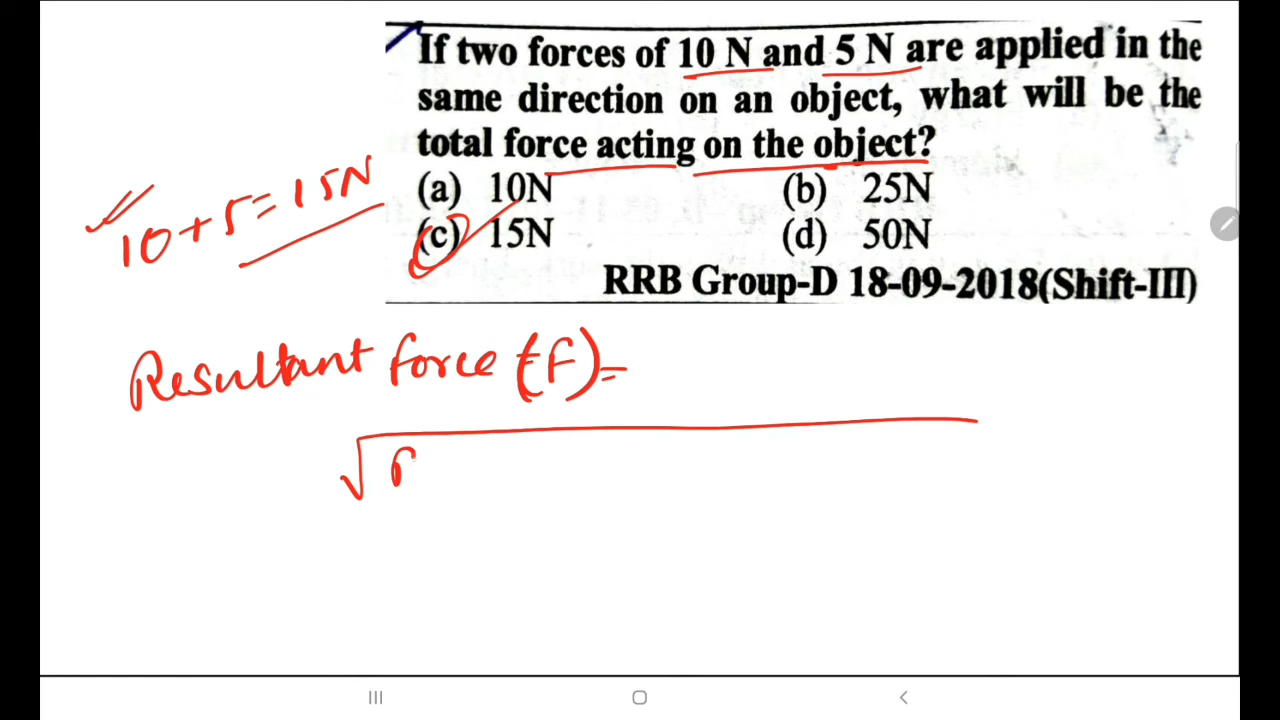 If two forces of 10 N and 5 N are applied in the
same direction on an object, what will be the
total force acting on the object?
(a) 10N (b) 25N
(c) 15N (d) 50N
RRB Group-D 18-09-2018(Shift-III)
10+5=15N
Resultant force (F)=
√